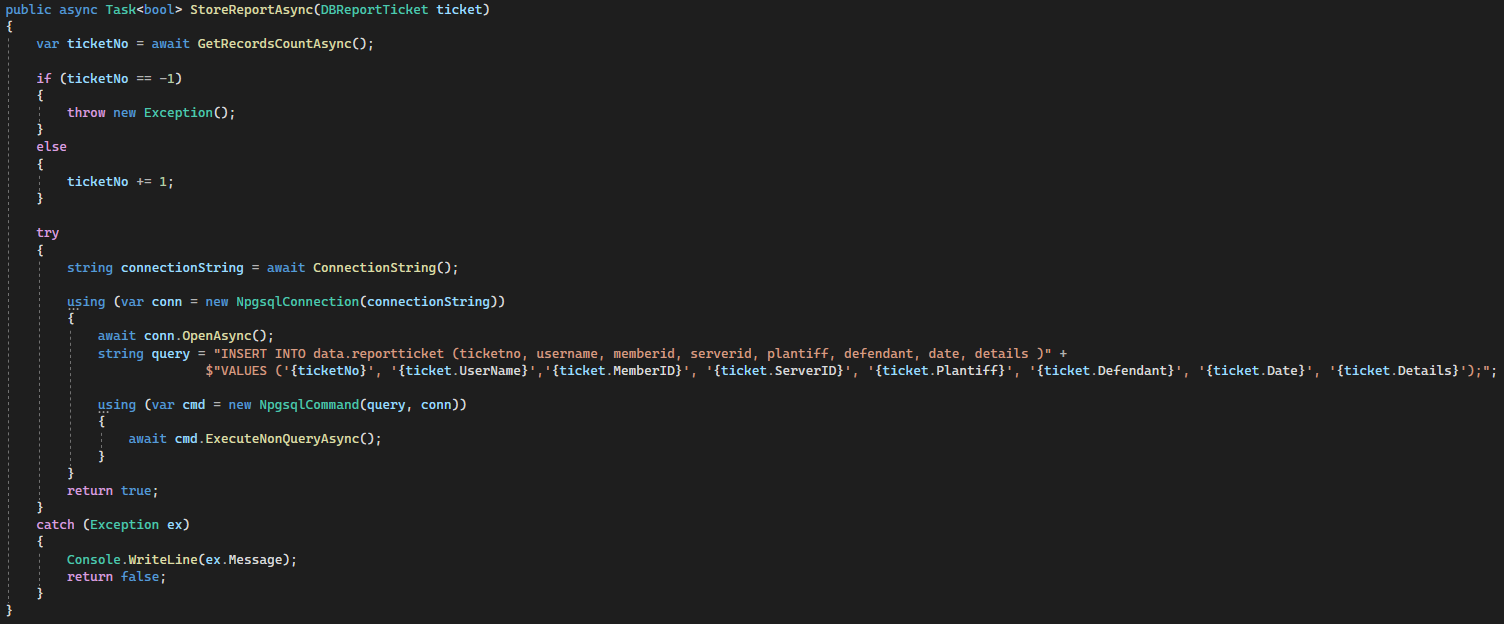 public async Task<bool> StoreReportAsync(DBReportTicket ticket)
{
    var ticketNo = await GetRecordsCountAsync();

    if (ticketNo == -1)
    {
        throw new Exception();
    }
    else
    {
        ticketNo += 1;
    }

    try
    {
        string connectionString = await ConnectionString();

        using (var conn = new NpgsqlConnection(connectionString))
        {
            await conn.OpenAsync();
            string query = "INSERT INTO data.reportticket (ticketno, username, memberid, serverid, plantiff, defendant, date, details )" +
                          $"VALUES ('{ticketNo}', '{ticket.UserName}','{ticket.MemberID}', '{ticket.ServerID}', '{ticket.Plantiff}', '{ticket.Defendant}', '{ticket.Date}', '{ticket.Details}');";

            using (var cmd = new NpgsqlCommand(query, conn))
            {
                await cmd.ExecuteNonQueryAsync();
            }
        }
        return true;
    }
    catch (Exception ex)
    {
        Console.WriteLine(ex.Message);
        return false;
    }
}